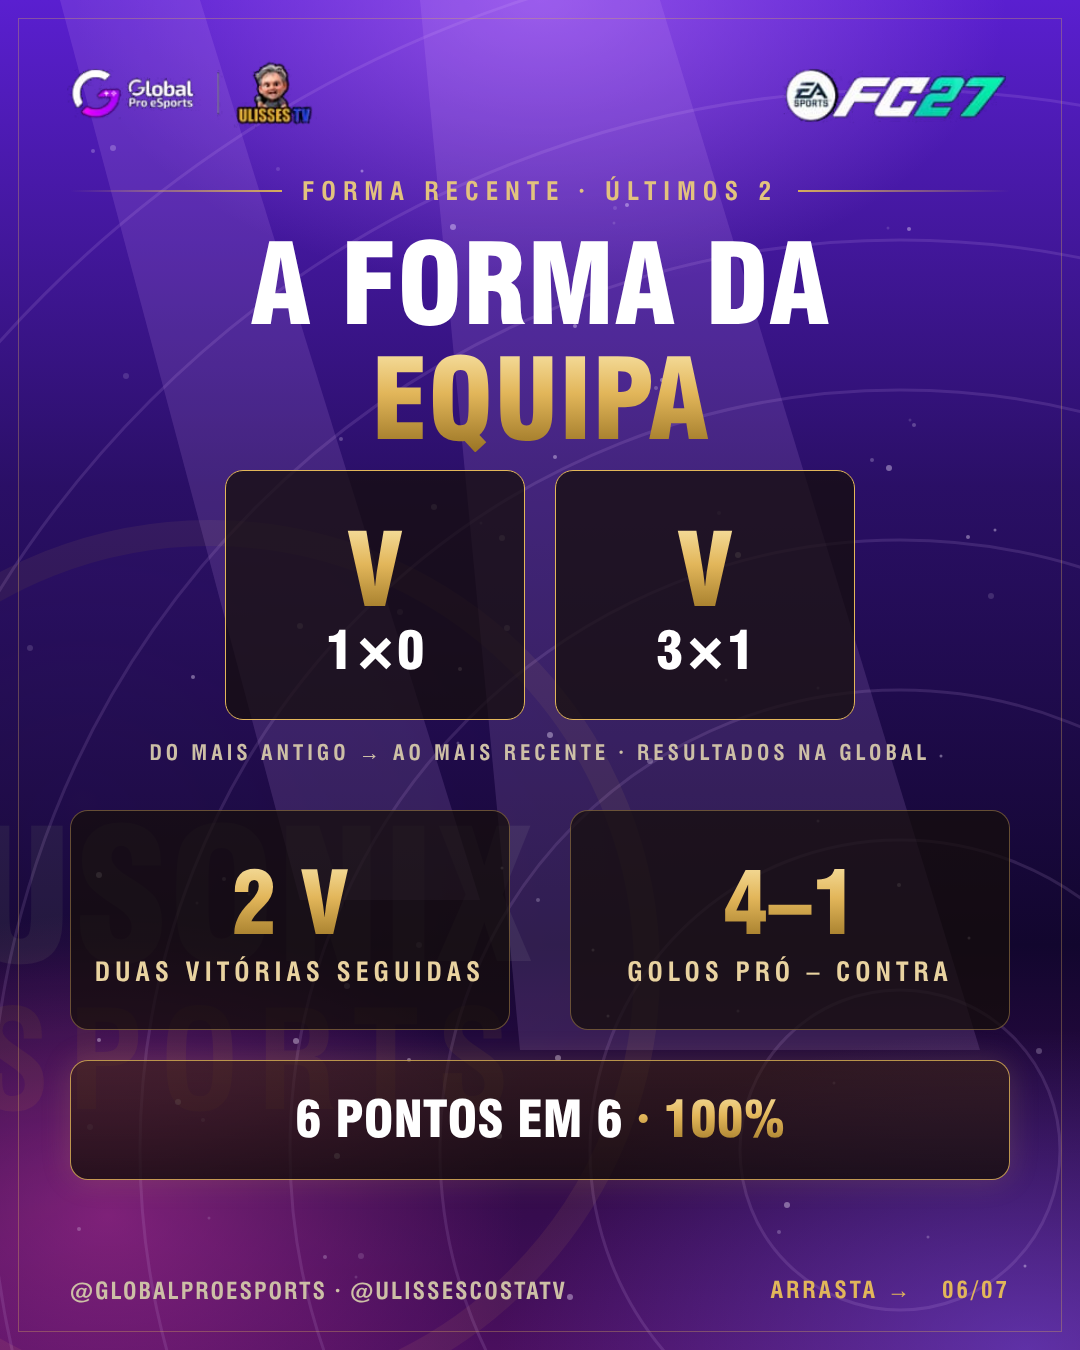 Global
Pro eSports
ULISSES TV
EA
SPORTS
FC27
FORMA RECENTE · ÚLTIMOS 2
A FORMA DA
EQUIPA
V
1×0
V
3×1
DO MAIS ANTIGO → AO MAIS RECENTE · RESULTADOS NA GLOBAL
2 V
DUAS VITÓRIAS SEGUIDAS
4–1
GOLOS PRÓ – CONTRA
6 PONTOS EM 6 · 100%
@GLOBALPROESPORTS · @ULISSESCOSTATV
ARRASTA → 06/07